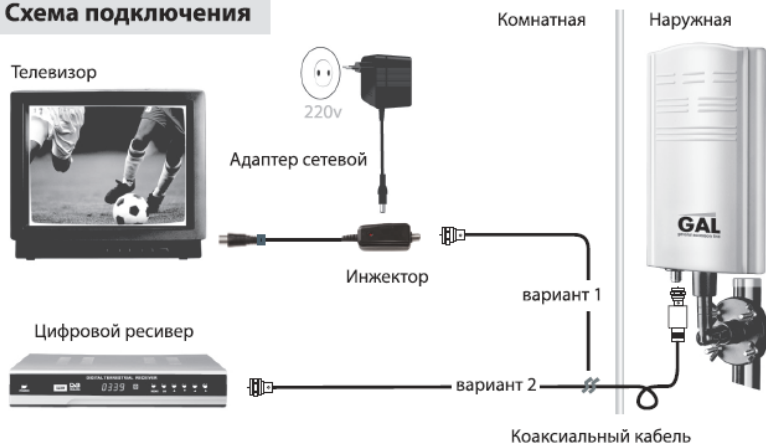 Схема подключения
Комнатная
Наружная
Телевизор
220v
Адаптер сетевой
GAL
Инжектор
вариант 1
Цифровой ресивер
DIGITAL TERRESTRIAL RECEIVER
0339
вариант 2
Коаксиальный кабель